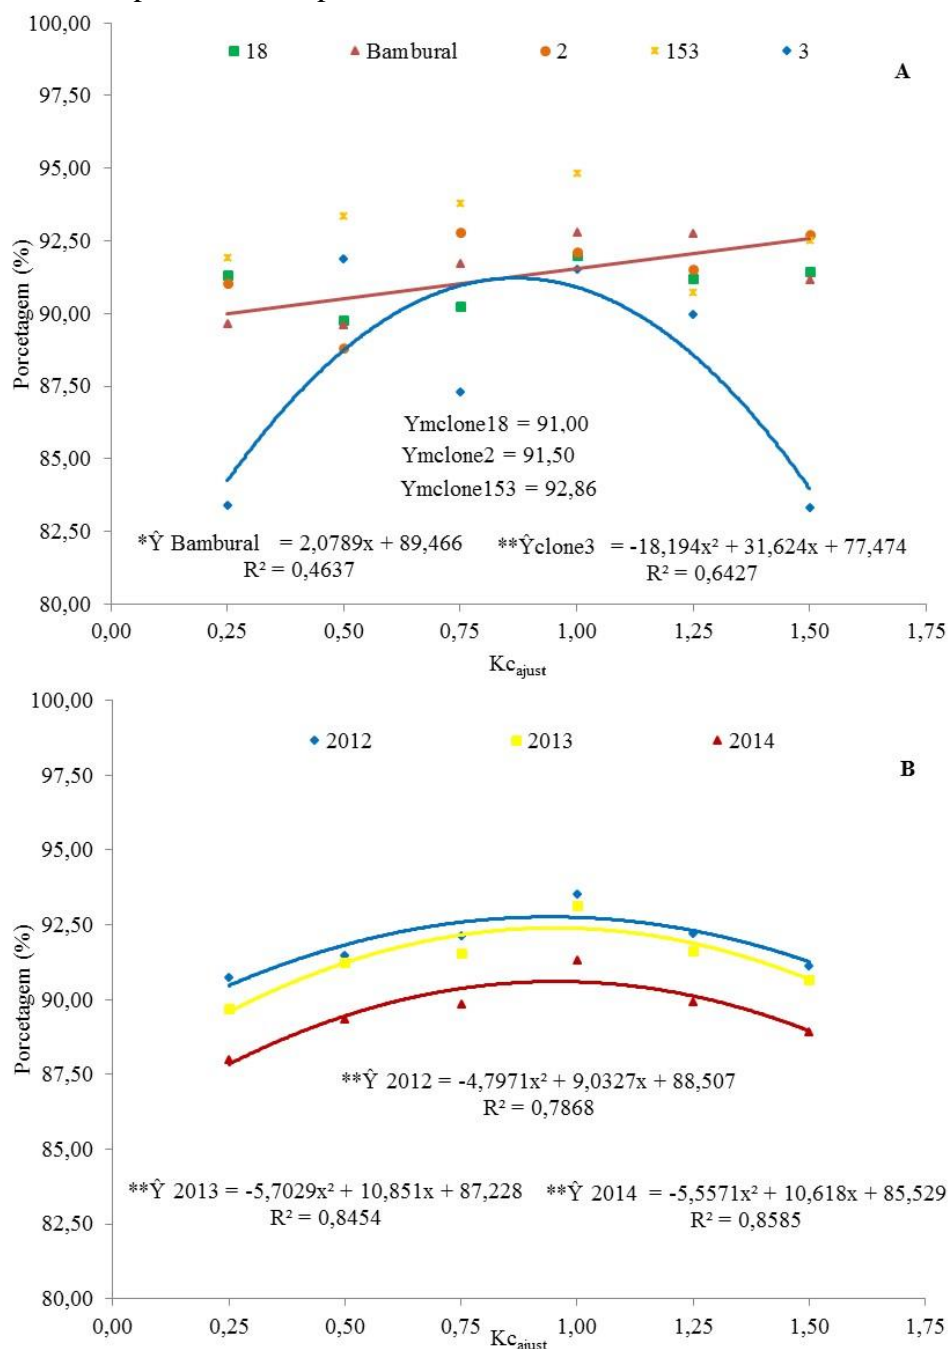 100,00
18 Bambural 2 153 3
A
97,50
95,00
92,50
90,00
87,50
85,00
82,50
80,00
Porcetagem (%)
Ymclone18 = 91,00
Ymclone2 = 91,50
Ymclone153 = 92,86
*Ŷ Bambural = 2,0789x + 89,466
R² = 0,4637
**Ŷclone3 = -18,194x² + 31,624x + 77,474
R² = 0,6427
0,00 0,25 0,50 0,75 1,00 1,25 1,50 1,75
Kcajust
100,00
2012 2013 2014
B
97,50
95,00
92,50
90,00
87,50
85,00
82,50
80,00
Porcetagem (%)
**Ŷ 2012 = -4,7971x² + 9,0327x + 88,507
R² = 0,7868
**Ŷ 2013 = -5,7029x² + 10,851x + 87,228
R² = 0,8454
**Ŷ 2014 = -5,5571x² + 10,618x + 85,529
R² = 0,8585
0,00 0,25 0,50 0,75 1,00 1,25 1,50 1,75
Kcajust